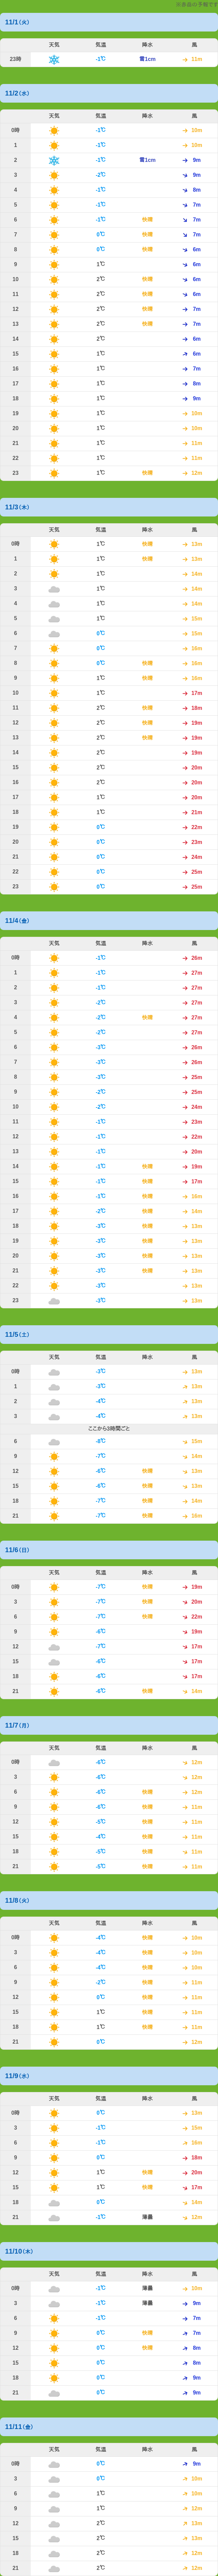 11/1(火)
天気 気温 降水 風
23時 -1℃ 雪1cm 11m
11/2(水)
天気 気温 降水 風
0時 -1℃ 10m
1 -1℃ 10m
2 -1℃ 雪1cm 9m
3 -2℃ 9m
4 -1℃ 8m
5 -1℃ 7m
6 -1℃ 快晴 7m
7 0℃ 快晴 7m
8 0℃ 快晴 6m
9 1℃ 6m
10 2℃ 快晴 6m
11 2℃ 快晴 6m
12 2℃ 快晴 7m
13 2℃ 快晴 7m
14 2℃ 6m
15 1℃ 6m
16 1℃ 7m
17 1℃ 8m
18 1℃ 9m
19 1℃ 10m
20 1℃ 10m
21 1℃ 11m
22 1℃ 11m
23 1℃ 快晴 12m
11/3(木)
天気 気温 降水 風
0時 1℃ 快晴 13m
1 1℃ 快晴 13m
2 1℃ 14m
3 1℃ 14m
4 1℃ 14m
5 1℃ 15m
6 0℃ 15m
7 0℃ 16m
8 0℃ 快晴 16m
9 1℃ 快晴 16m
10 1℃ 17m
11 2℃ 快晴 18m
12 2℃ 快晴 19m
13 2℃ 快晴 19m
14 2℃ 19m
15 2℃ 20m
16 2℃ 20m
17 1℃ 20m
18 1℃ 21m
19 0℃ 22m
20 0℃ 23m
21 0℃ 24m
22 0℃ 25m
23 0℃ 25m
11/4(金)
天気 気温 降水 風
0時 -1℃ 26m
1 -1℃ 27m
2 -1℃ 27m
3 -2℃ 27m
4 -2℃ 快晴 27m
5 -2℃ 27m
6 -3℃ 26m
7 -3℃ 26m
8 -3℃ 25m
9 -2℃ 25m
10 -2℃ 24m
11 -1℃ 23m
12 -1℃ 22m
13 -1℃ 20m
14 -1℃ 快晴 19m
15 -1℃ 快晴 17m
16 -1℃ 快晴 16m
17 -2℃ 快晴 14m
18 -3℃ 快晴 13m
19 -3℃ 快晴 13m
20 -3℃ 快晴 13m
21 -3℃ 快晴 13m
22 -3℃ 13m
23 -3℃ 13m
11/5(土)
天気 気温 降水 風
0時 -3℃ 13m
1 -3℃ 13m
2 -4℃ 13m
3 -4℃ 13m
ここから3時間ごと
6 -8℃ 15m
9 -7℃ 14m
12 -6℃ 快晴 13m
15 -6℃ 快晴 13m
18 -7℃ 快晴 14m
21 -7℃ 快晴 16m
11/6(日)
天気 気温 降水 風
0時 -7℃ 快晴 19m
3 -7℃ 快晴 20m
6 -7℃ 快晴 22m
9 -6℃ 19m
12 -7℃ 17m
15 -6℃ 17m
18 -6℃ 17m
21 -6℃ 快晴 14m
11/7(月)
天気 気温 降水 風
0時 -6℃ 12m
3 -6℃ 12m
6 -6℃ 快晴 12m
9 -6℃ 快晴 11m
12 -5℃ 快晴 11m
15 -4℃ 快晴 11m
18 -5℃ 快晴 11m
21 -5℃ 快晴 11m
11/8(火)
天気 気温 降水 風
0時 -4℃ 快晴 10m
3 -4℃ 快晴 10m
6 -4℃ 快晴 10m
9 -2℃ 快晴 11m
12 0℃ 快晴 11m
15 1℃ 快晴 11m
18 1℃ 快晴 11m
21 0℃ 12m
11/9(水)
天気 気温 降水 風
0時 0℃ 13m
3 -1℃ 15m
6 -1℃ 16m
9 0℃ 18m
12 1℃ 快晴 20m
15 1℃ 快晴 17m
18 0℃ 14m
21 -1℃ 薄曇 12m
11/10(木)
天気 気温 降水 風
0時 -1℃ 薄曇 10m
3 -1℃ 薄曇 9m
6 -1℃ 7m
9 0℃ 快晴 7m
12 0℃ 快晴 8m
15 0℃ 8m
18 0℃ 9m
21 0℃ 9m
11/11(金)
天気 気温 降水 風
0時 0℃ 9m
3 0℃ 10m
6 1℃ 10m
9 1℃ 12m
12 2℃ 13m
15 2℃ 13m
18 2℃ 12m
21 2℃ 12m